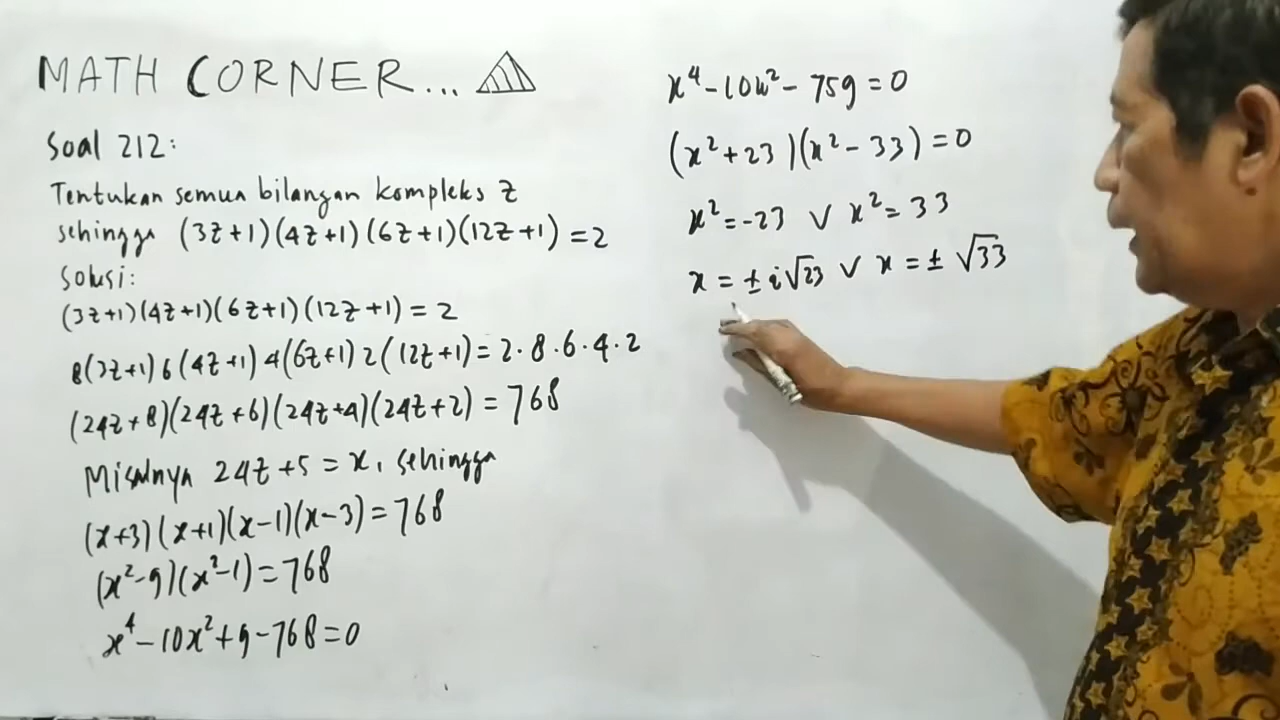 MATH CORNER...
Soal 212:
Tentukan semua bilangan kompleks z
sehingga (3z+1)(4z+1)(6z+1)(12z+1) = 2
Solusi:
(3z+1)(4z+1)(6z+1)(12z+1) = 2
8(3z+1) 6(4z+1) 4(6z+1) 2(12z+1) = 2·8·6·4·2
(24z+8)(24z+6)(24z+4)(24z+2) = 768
Misalnya 24z+5 = x, sehingga
(x+3)(x+1)(x-1)(x-3) = 768
(x²-9)(x²-1) = 768
x⁴-10x²+9-768=0
x⁴-10x²-759=0
(x²+23)(x²-33)=0
x²=-23 ∨ x²=33
x = ±i√23 ∨ x = ±√33